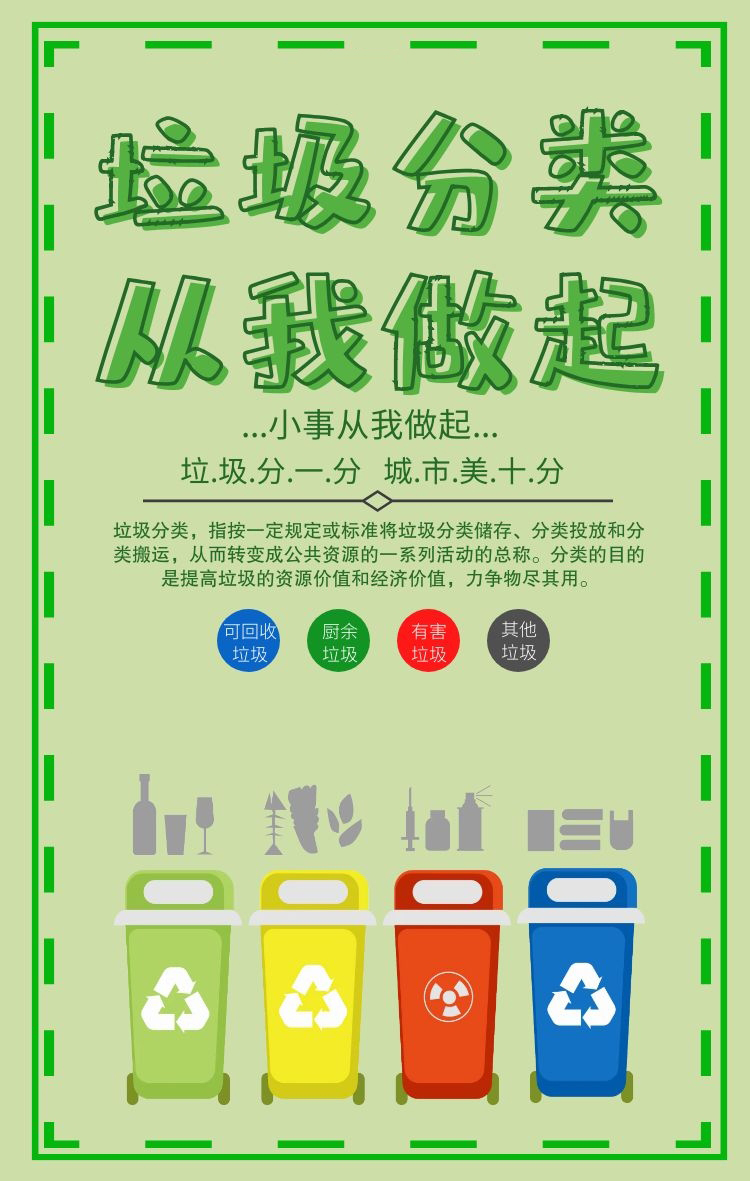 垃圾分类
从我做起
...小事从我做起...
垃.圾.分.一.分 城.市.美.十.分
垃圾分类，指按一定规定或标准将垃圾分类储存、分类投放和分
类搬运，从而转变成公共资源的一系列活动的总称。分类的目的
是提高垃圾的资源价值和经济价值，力争物尽其用。
可回收
垃圾
厨余
垃圾
有害
垃圾
其他
垃圾